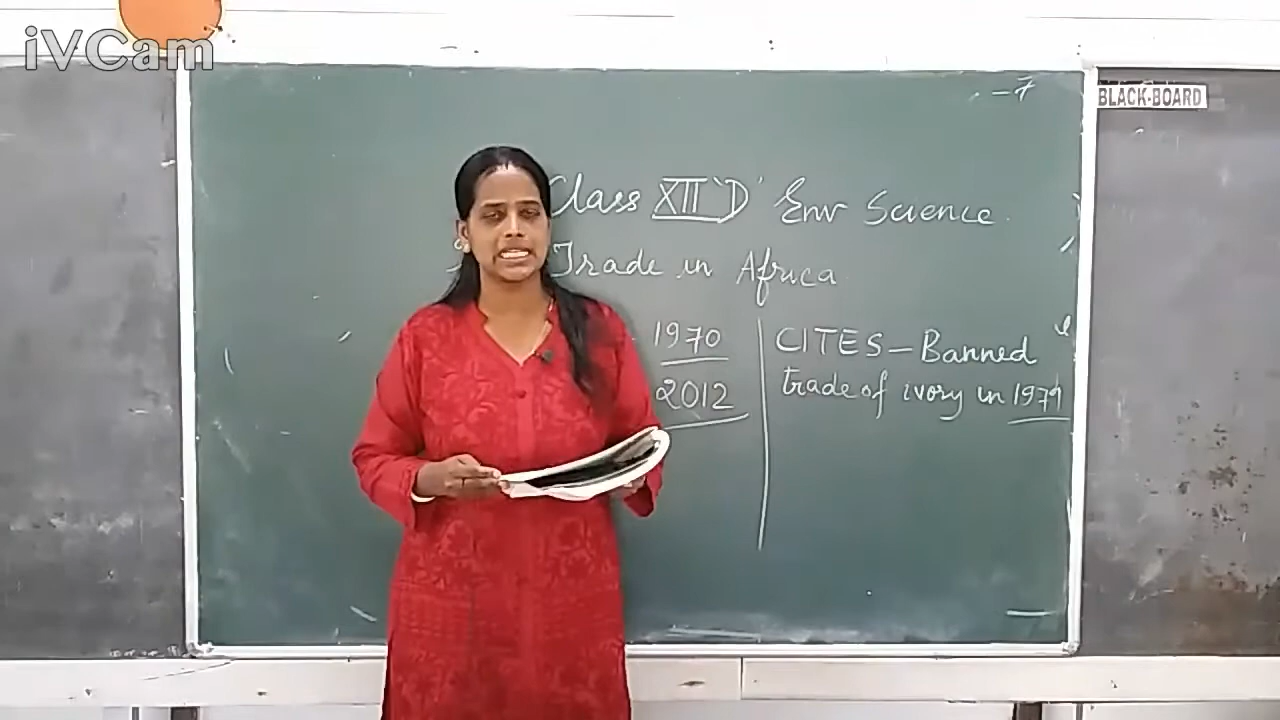 iVCam
BLACK-BOARD
-7
Class XII 'D' Env Science.
Trade in Africa
1970
2012
CITES - Banned
trade of ivory in 1979